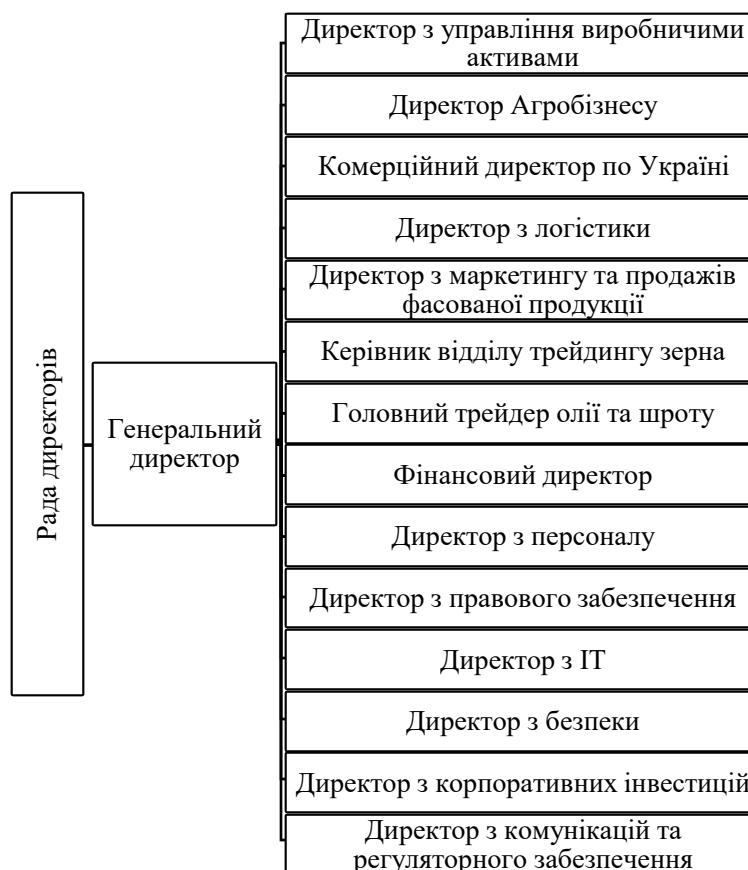 Рада директорів
Генеральний
директор
Директор з управління виробничими
активами
Директор Агробізнесу
Комерційний директор по Україні
Директор з логістики
Директор з маркетингу та продажів
фасованої продукції
Керівник відділу трейдингу зерна
Головний трейдер олії та шроту
Фінансовий директор
Директор з персоналу
Директор з правового забезпечення
Директор з ІТ
Директор з безпеки
Директор з корпоративних інвестицій
Директор з комунікацій та
регуляторного забезпечення